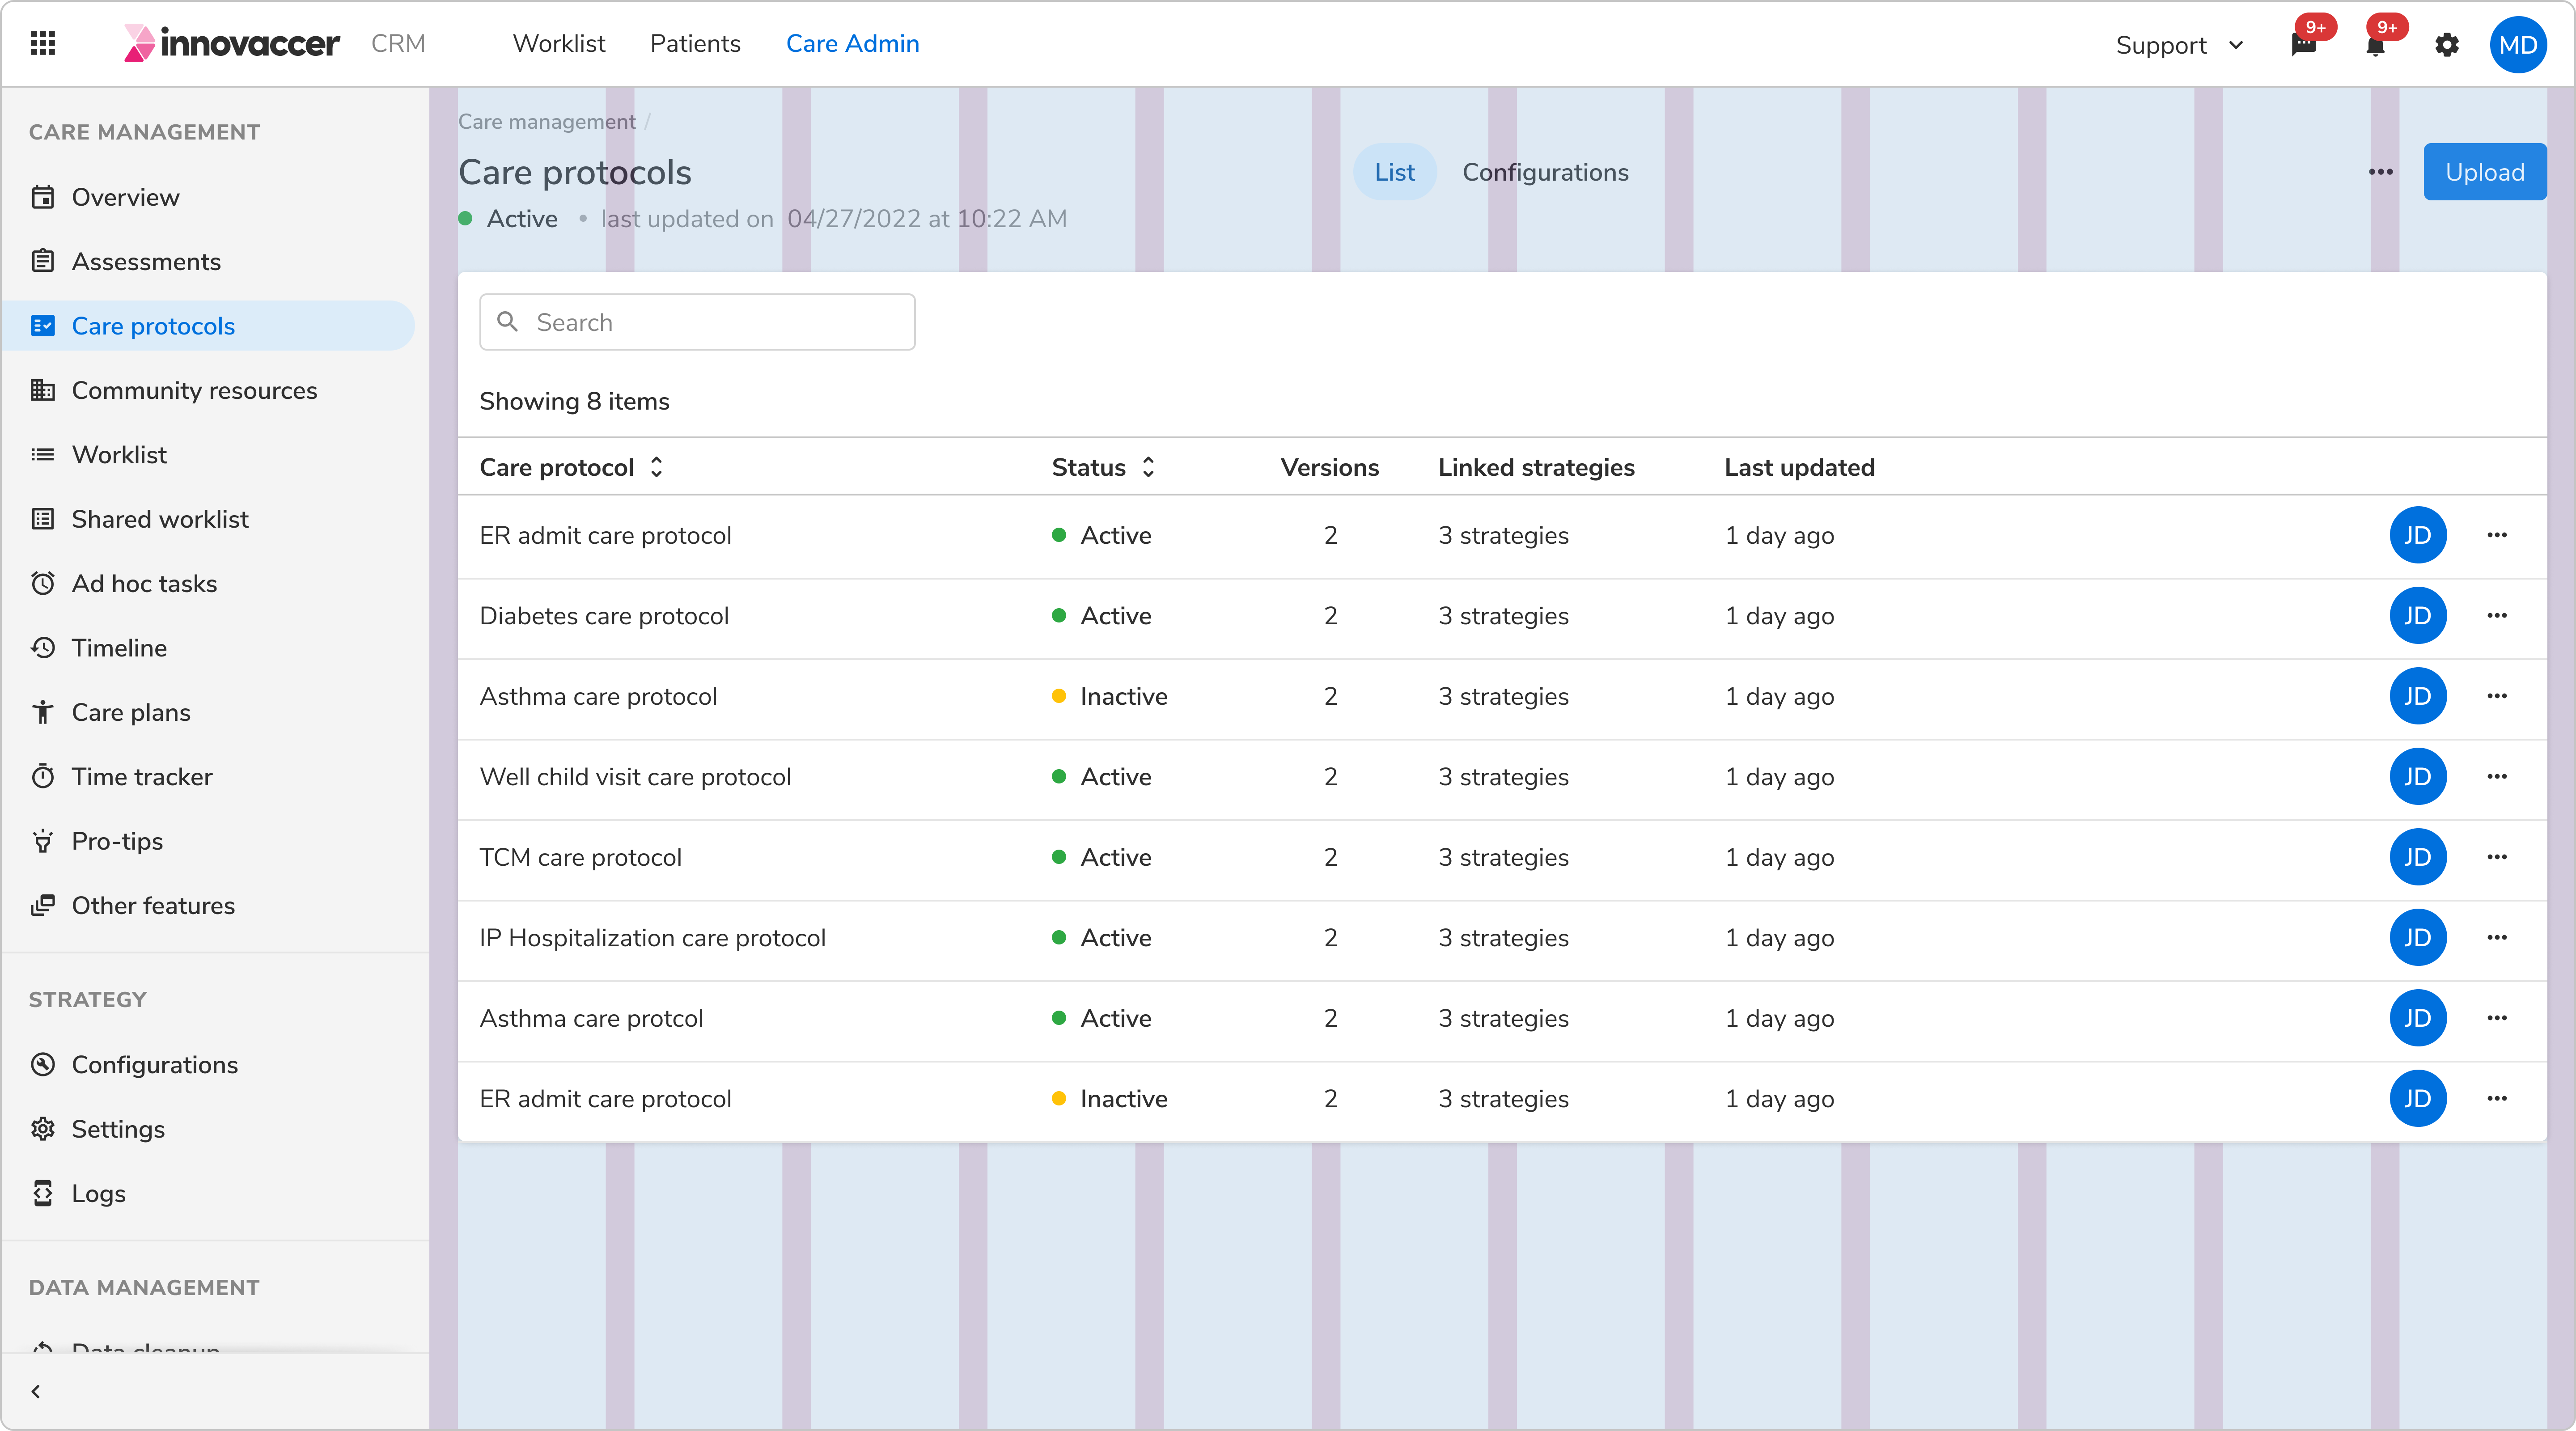 innovaccer CRM Worklist Patients Care Admin Support 9+ 9+ MD
CARE MANAGEMENT
Overview
Assessments
Care protocols
Community resources
Worklist
Shared worklist
Ad hoc tasks
Timeline
Care plans
Time tracker
Pro-tips
Other features
STRATEGY
Configurations
Settings
Logs
DATA MANAGEMENT
Data cleanup
Care management /
Care protocols List Configurations Upload
Active • last updated on 04/27/2022 at 10:22 AM
Search
Showing 8 items
Care protocol Status Versions Linked strategies Last updated
ER admit care protocol Active 2 3 strategies 1 day ago JD
Diabetes care protocol Active 2 3 strategies 1 day ago JD
Asthma care protocol Inactive 2 3 strategies 1 day ago JD
Well child visit care protocol Active 2 3 strategies 1 day ago JD
TCM care protocol Active 2 3 strategies 1 day ago JD
IP Hospitalization care protocol Active 2 3 strategies 1 day ago JD
Asthma care protcol Active 2 3 strategies 1 day ago JD
ER admit care protocol Inactive 2 3 strategies 1 day ago JD